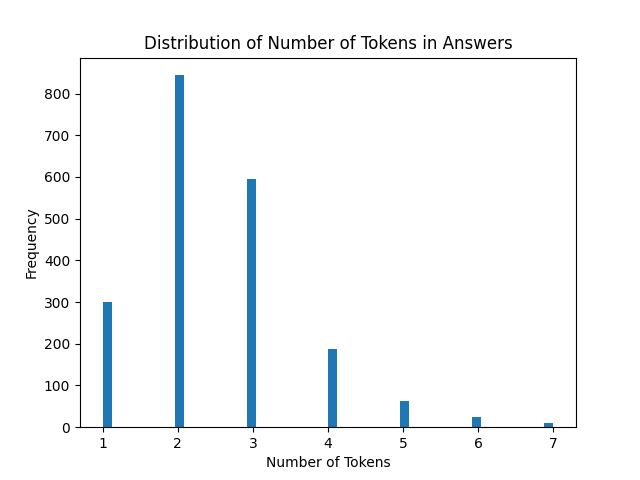 Distribution of Number of Tokens in Answers
800
700
600
500
400
300
200
100
0
Frequency
1 2 3 4 5 6 7
Number of Tokens